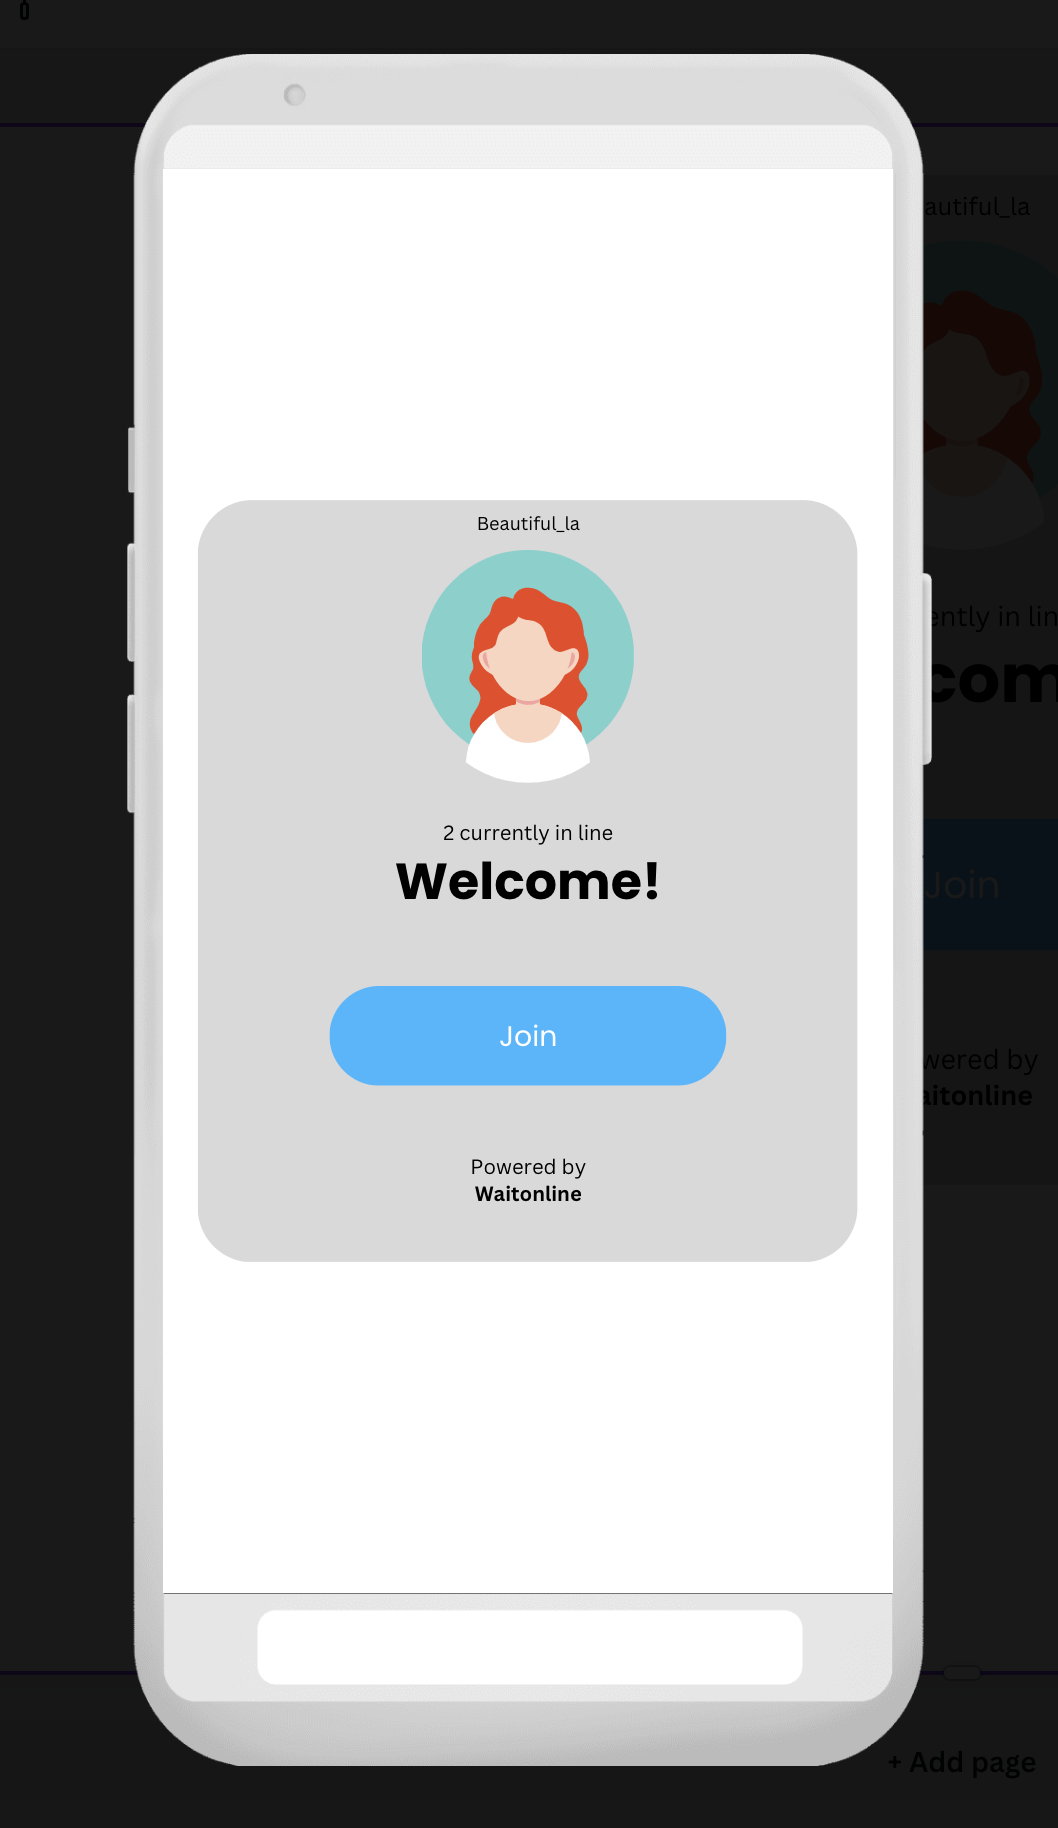 Beautiful_la
2 currently in line
Welcome!
Join
Powered by
Waitonline
autiful_la
ently in lin
com
Join
wered by
aitonline
+ Add page